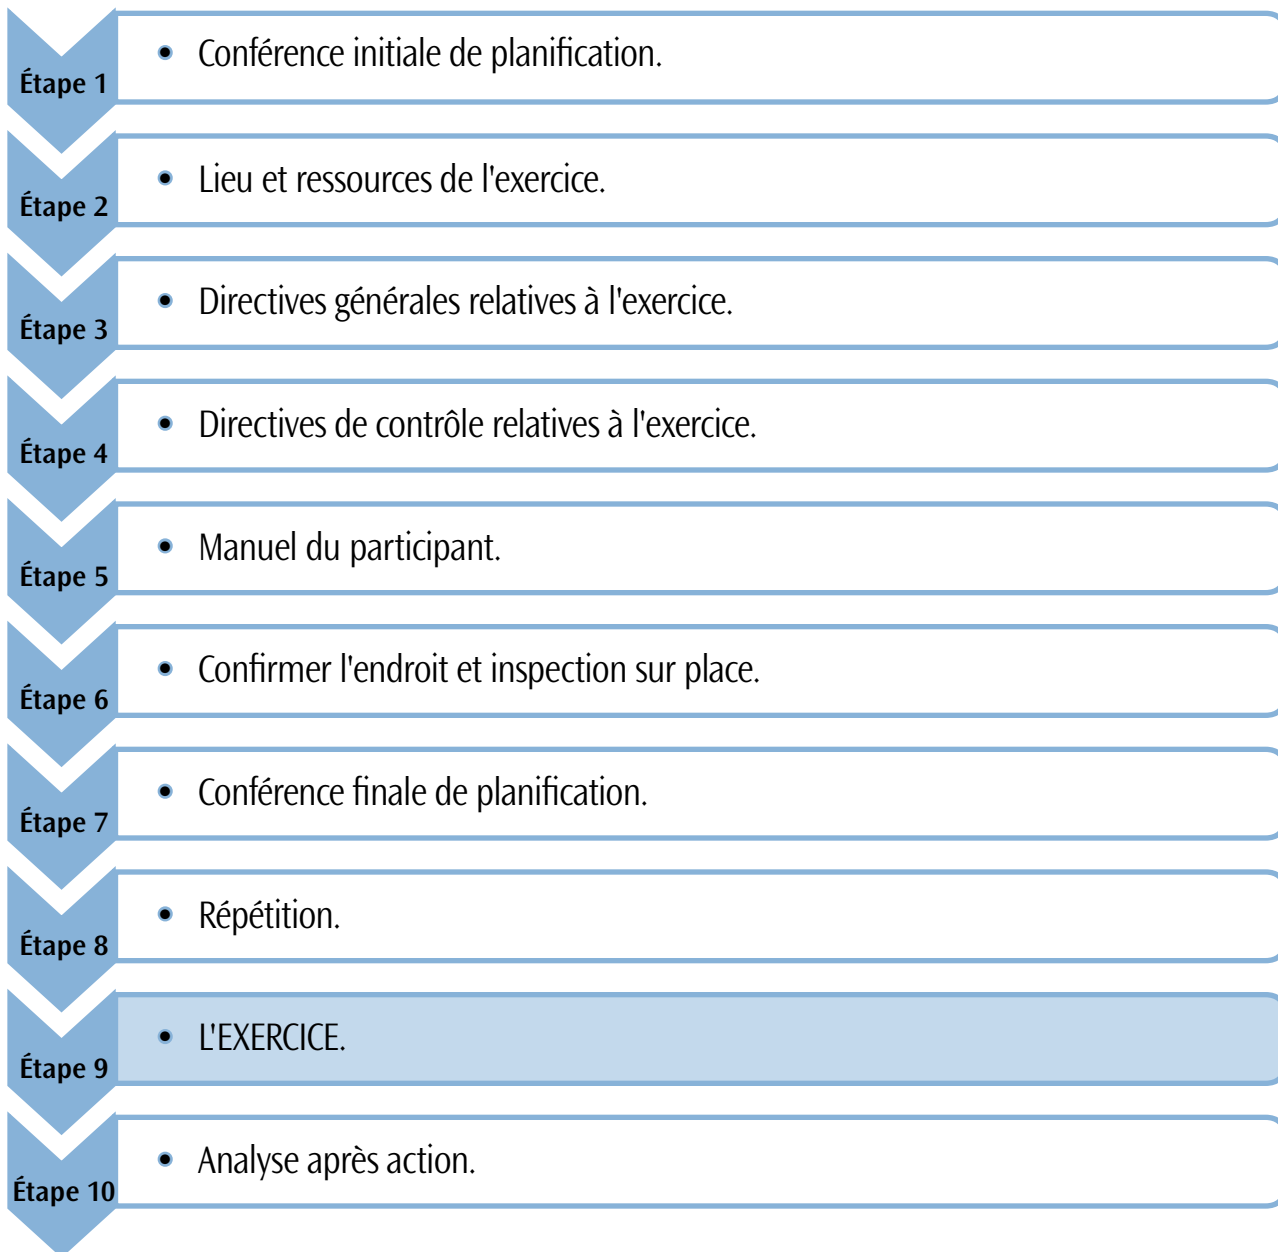 Étape 1
• Conférence initiale de planification.
Étape 2
• Lieu et ressources de l'exercice.
Étape 3
• Directives générales relatives à l'exercice.
Étape 4
• Directives de contrôle relatives à l'exercice.
Étape 5
• Manuel du participant.
Étape 6
• Confirmer l'endroit et inspection sur place.
Étape 7
• Conférence finale de planification.
Étape 8
• Répétition.
Étape 9
• L'EXERCICE.
Étape 10
• Analyse après action.